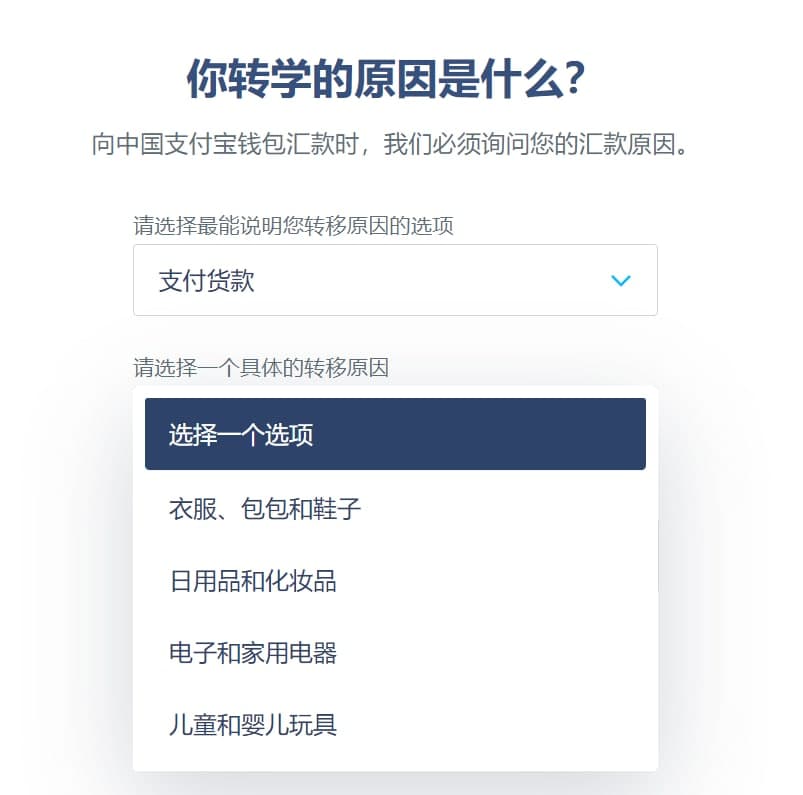 你转学的原因是什么?
向中国支付宝钱包汇款时，我们必须询问您的汇款原因。
请选择最能说明您转移原因的选项
支付货款
请选择一个具体的转移原因
选择一个选项
衣服、包包和鞋子
日用品和化妆品
电子和家用电器
儿童和婴儿玩具